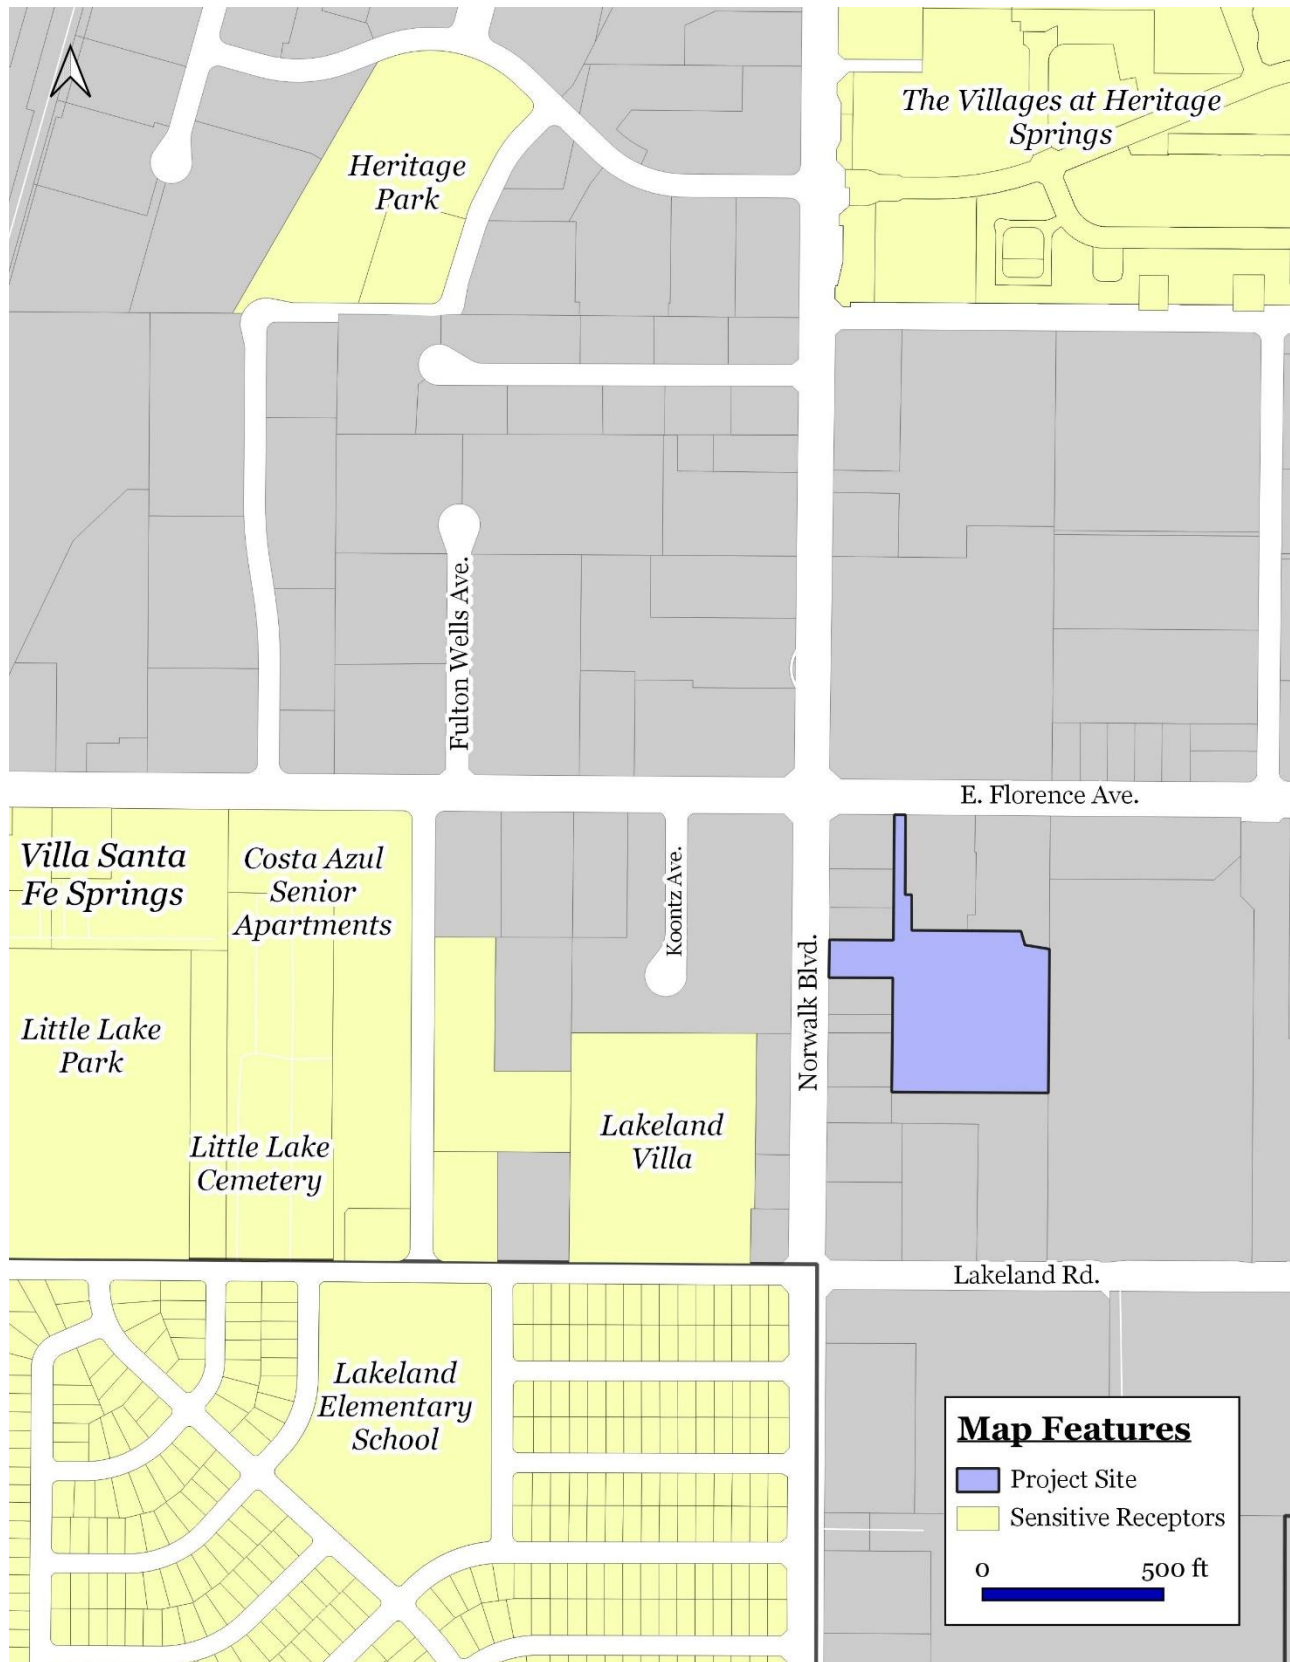 The Villages at Heritage
Springs
Heritage
Park
Fulton Wells Ave.
E. Florence Ave.
Villa Santa
Fe Springs
Costa Azul
Senior
Apartments
Koontz Ave.
Norwalk Blvd.
Little Lake
Park
Lakeland
Villa
Little Lake
Cemetery
Lakeland Rd.
Lakeland
Elementary
School
Map Features
Project Site
Sensitive Receptors
0 500 ft